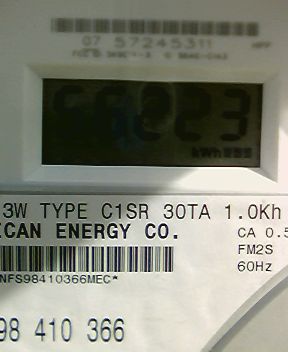 07 57245311
kWh
3W TYPE C1SR 30TA 1.0Kh
ICAN ENERGY CO.
CA 0.5
FM2S
60Hz
NFS98410366MEC*
98 410 366